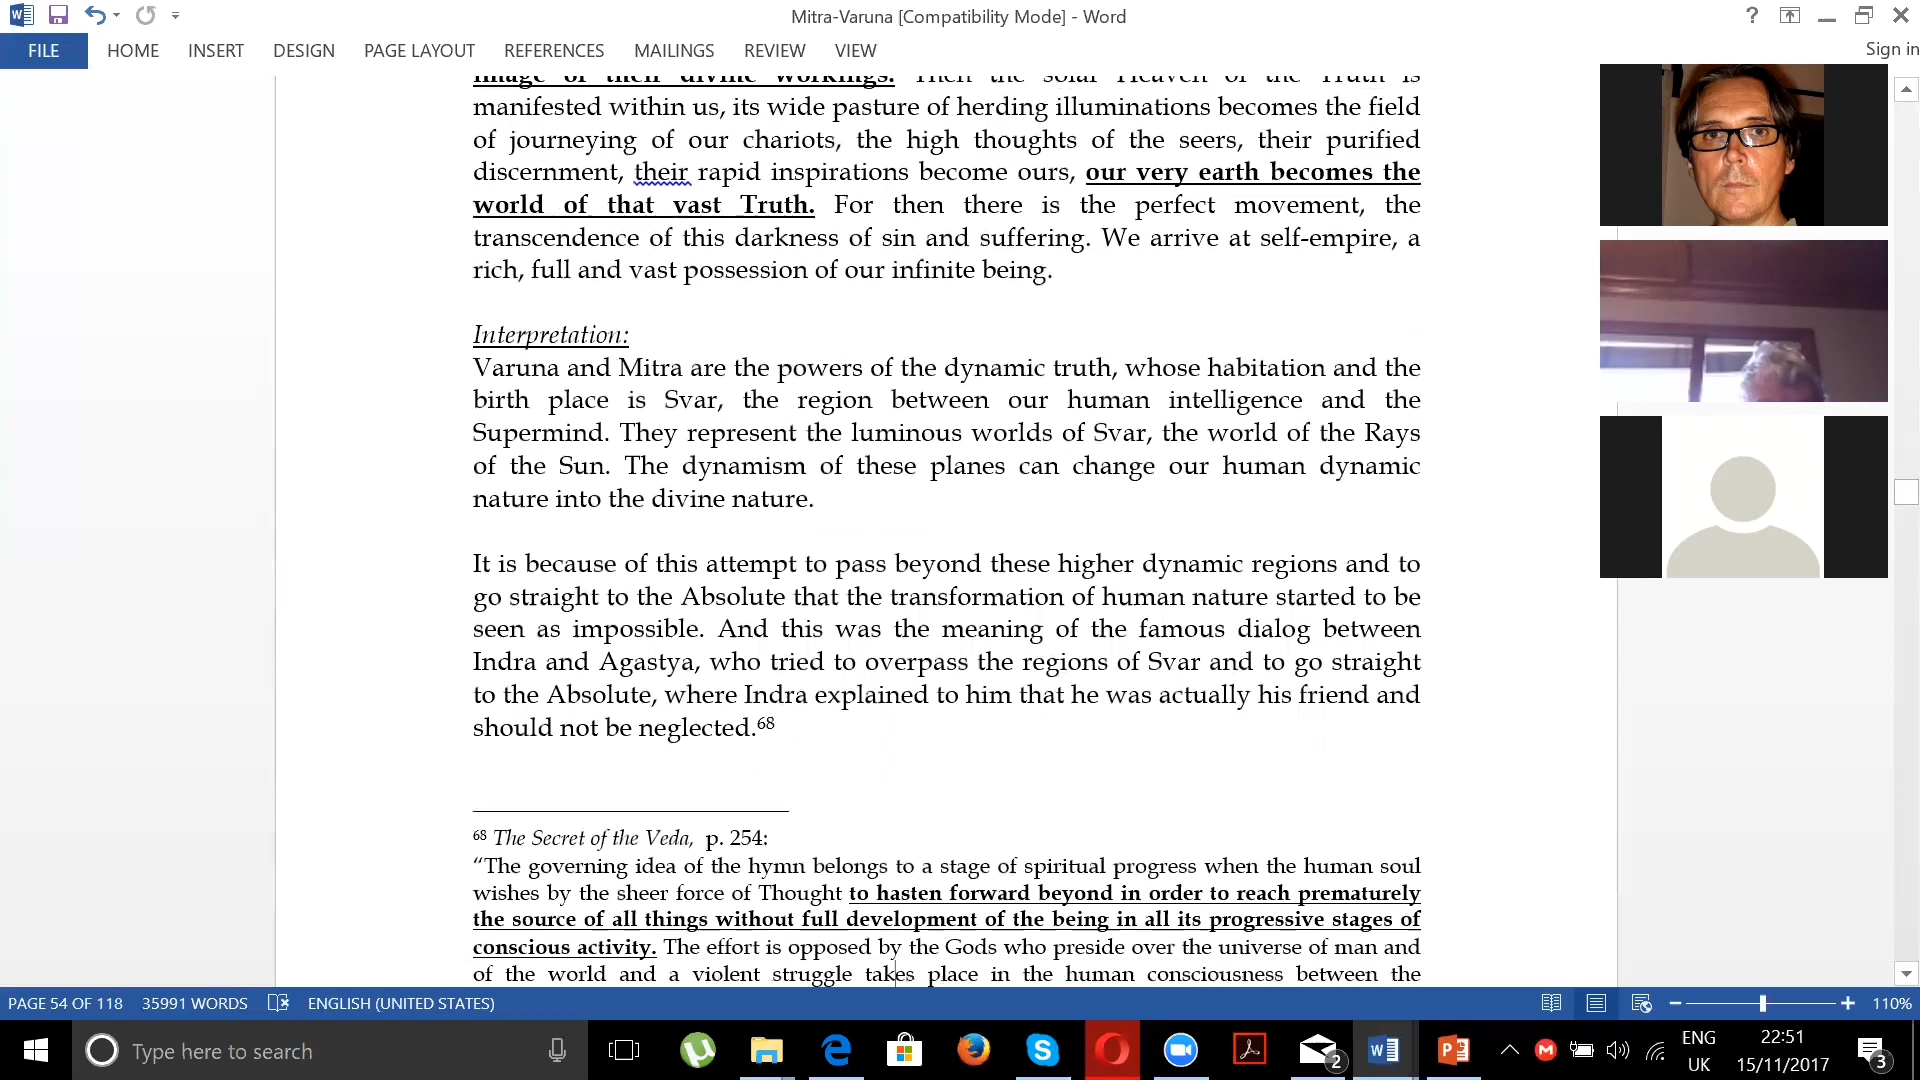 Mitra-Varuna [Compatibility Mode] - Word
FILE HOME INSERT DESIGN PAGE LAYOUT REFERENCES MAILINGS REVIEW VIEW Sign in
image of their divine workings. Then the solar Heaven of the Truth is
manifested within us, its wide pasture of herding illuminations becomes the field
of journeying of our chariots, the high thoughts of the seers, their purified
discernment, their rapid inspirations become ours, our very earth becomes the
world of that vast Truth. For then there is the perfect movement, the
transcendence of this darkness of sin and suffering. We arrive at self-empire, a
rich, full and vast possession of our infinite being.
Interpretation:
Varuna and Mitra are the powers of the dynamic truth, whose habitation and the
birth place is Svar, the region between our human intelligence and the
Supermind. They represent the luminous worlds of Svar, the world of the Rays
of the Sun. The dynamism of these planes can change our human dynamic
nature into the divine nature.
It is because of this attempt to pass beyond these higher dynamic regions and to
go straight to the Absolute that the transformation of human nature started to be
seen as impossible. And this was the meaning of the famous dialog between
Indra and Agastya, who tried to overpass the regions of Svar and to go straight
to the Absolute, where Indra explained to him that he was actually his friend and
should not be neglected.68
68 The Secret of the Veda, p. 254:
“The governing idea of the hymn belongs to a stage of spiritual progress when the human soul
wishes by the sheer force of Thought to hasten forward beyond in order to reach prematurely
the source of all things without full development of the being in all its progressive stages of
conscious activity. The effort is opposed by the Gods who preside over the universe of man and
of the world and a violent struggle takes place in the human consciousness between the
PAGE 54 OF 118 35991 WORDS ENGLISH (UNITED STATES) 110%
Type here to search
2
ENG
UK
22:51
15/11/2017
3